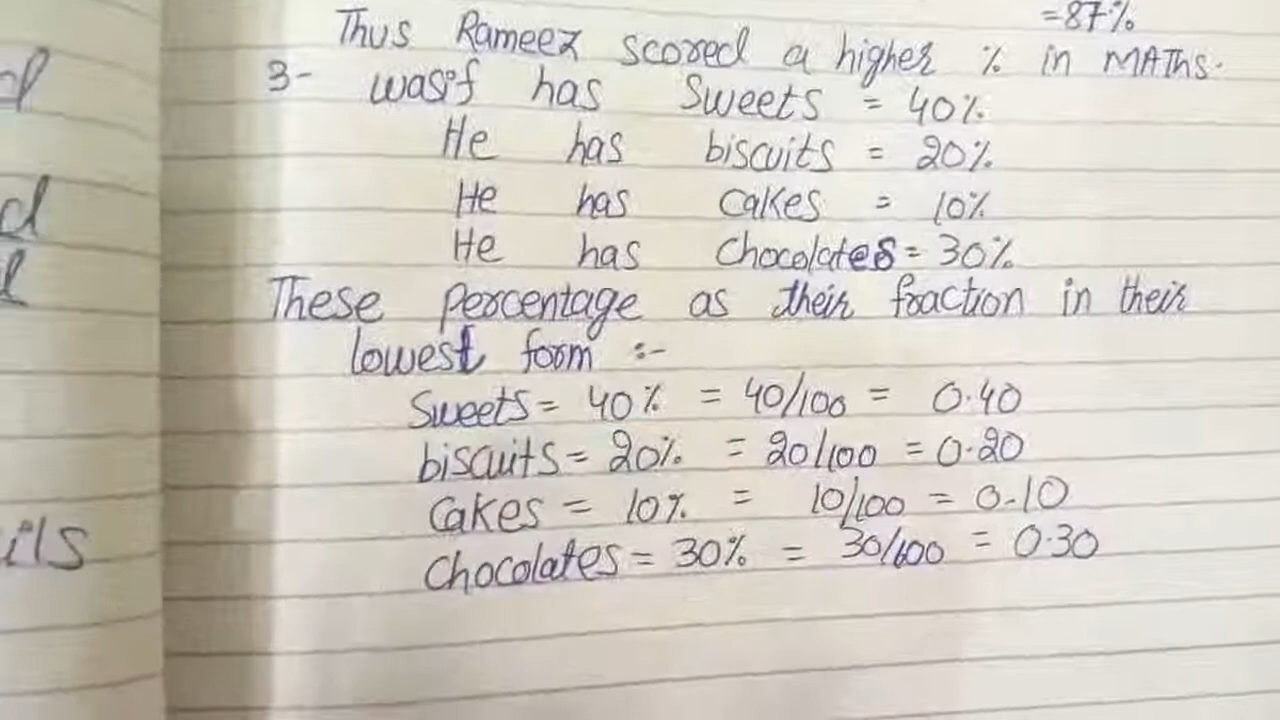 =87%
Thus Rameez scored a higher % in MATHs.
3- wasif has Sweets = 40%
He has biscuits = 20%
He has Cakes = 10%
He has Chocolates = 30%
These percentage as their fraction in their
lowest form :-
Sweets = 40% = 40/100 = 0.40
biscuits = 20% = 20/100 = 0.20
Cakes = 10% = 10/100 = 0.10
Chocolates = 30% = 30/100 = 0.30